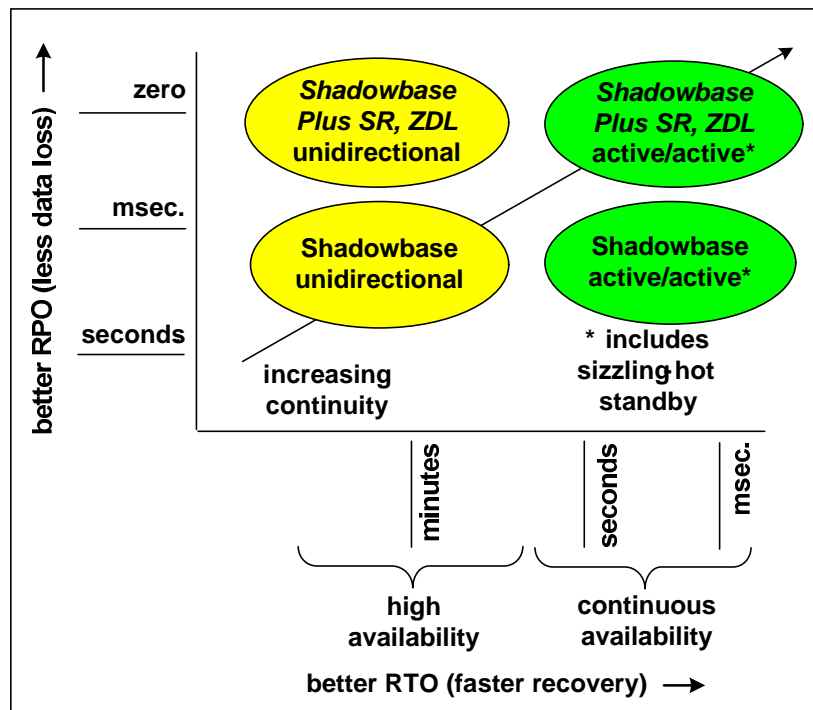 better RPO (less data loss)
zero
msec.
seconds
Shadowbase
Plus SR, ZDL
unidirectional
Shadowbase
Plus SR, ZDL
active/active*
Shadowbase
unidirectional
Shadowbase
active/active*
increasing
continuity
* includes
sizzling-hot
standby
minutes
seconds
msec.
high
availability
continuous
availability
better RTO (faster recovery)